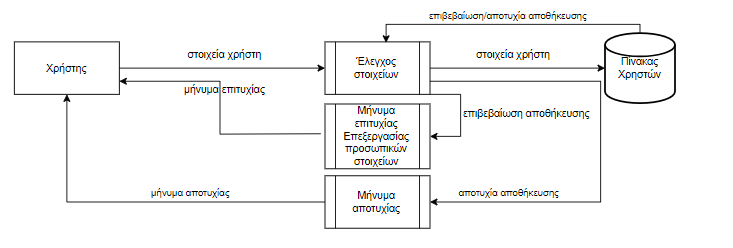 επιβεβαίωση/αποτυχία αποθήκευσης
στοιχεία χρήστη
στοιχεία χρήστη
Χρήστης
Έλεγχος
στοιχείων
Πίνακας
Χρηστών
μήνυμα επιτυχίας
Μήνυμα
επιτυχίας
Επεξεργασίας
προσωπικών
στοιχείων
επιβεβαίωση αποθήκευσης
μήνυμα αποτυχίας
Μήνυμα
αποτυχίας
αποτυχία αποθήκευσης